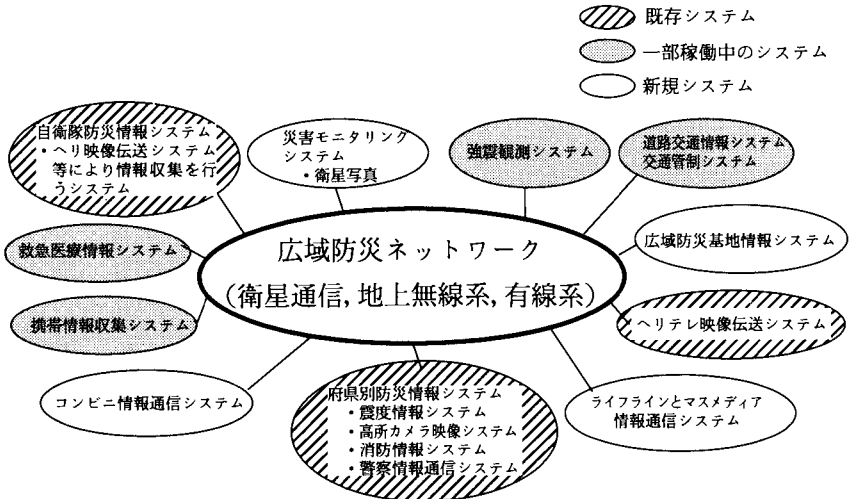 既存システム
一部稼働中のシステム
新規システム
自衛隊防災情報システム
・ヘリ映像伝送システム
等により情報収集を行
うシステム
災害モニタリング
システム
・衛星写真
強震観測システム
道路交通情報システム
交通管制システム
救急医療情報システム
広域防災ネットワーク
(衛星通信,地上無線系,有線系)
広域防災基地情報システム
携帯情報収集システム
ヘリテレ映像伝送システム
コンビニ情報通信システム
府県別防災情報システム
・震度情報システム
・高所カメラ映像システム
・消防情報システム
・警察情報通信システム
ライフラインとマスメディア
情報通信システム